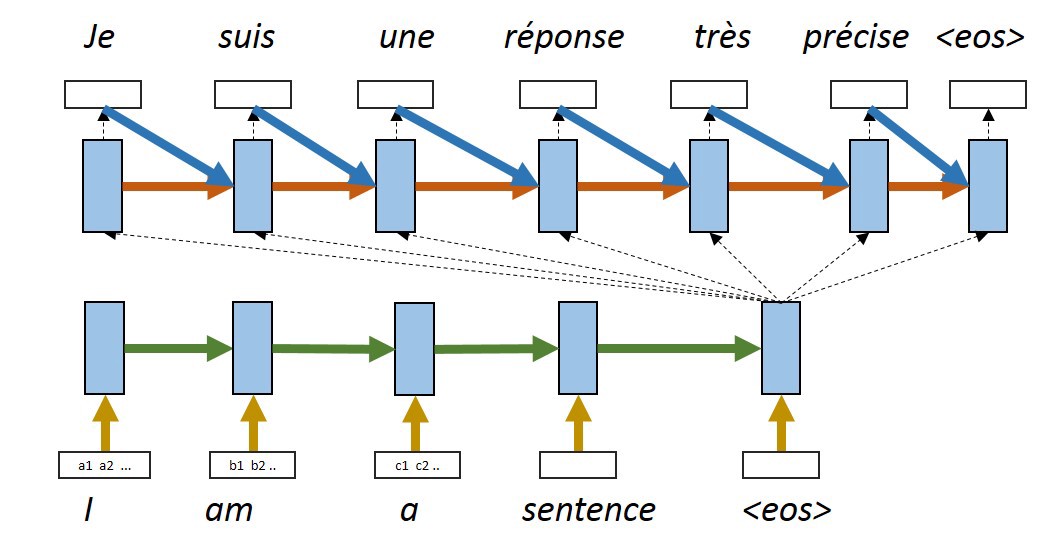 Je suis une réponse très précise <eos>
a1 a2 ... b1 b2 .. c1 c2 ..
I am a sentence <eos>